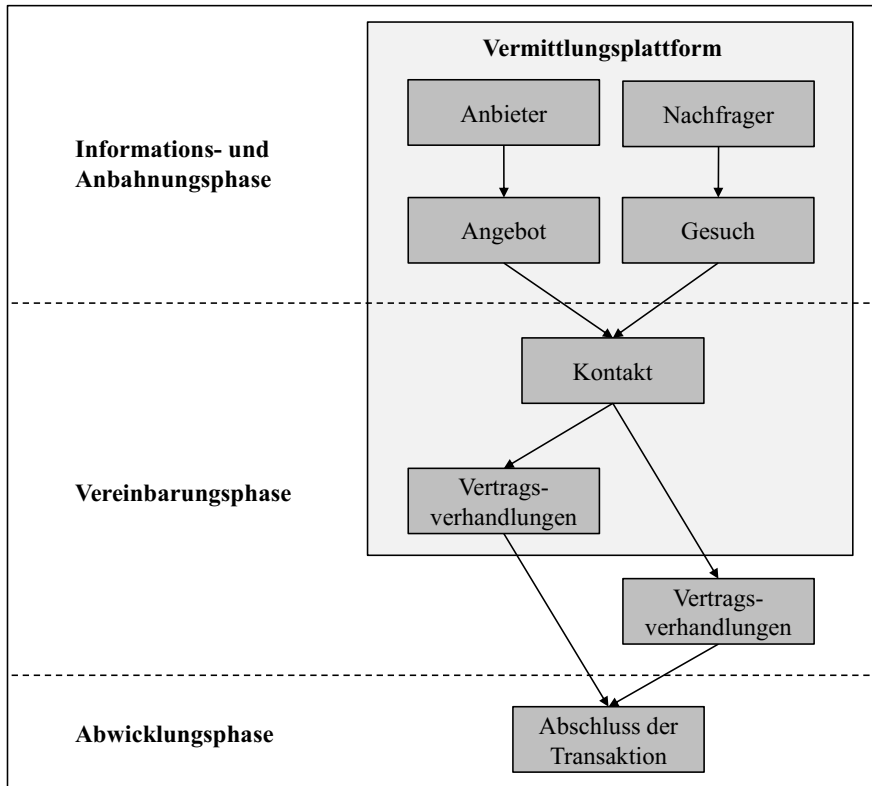 Vermittlungsplattform
Anbieter
Nachfrager
Informations- und
Anbahnungsphase
Angebot
Gesuch
Kontakt
Vereinbarungsphase
Vertrags-
verhandlungen
Vertrags-
verhandlungen
Abwicklungsphase
Abschluss der
Transaktion